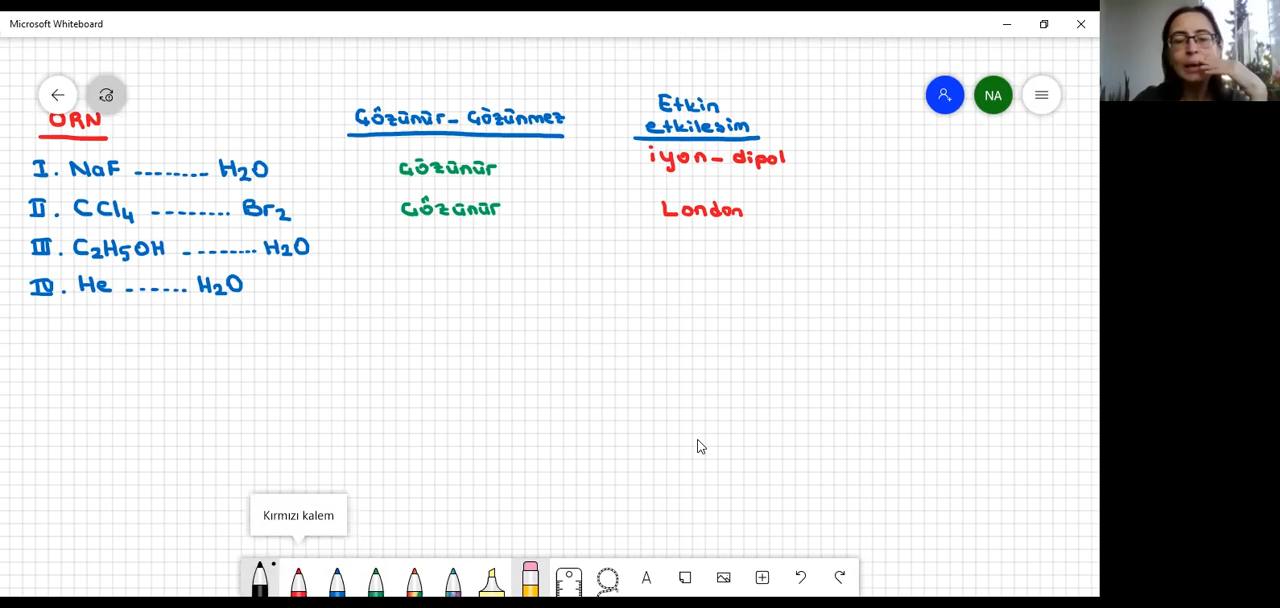 Microsoft Whiteboard
NA
ÖRN
Çözünür - Çözünmez
Etkin
etkileşim
I. NaF -------- H2O
Çözünür
iyon - dipol
II. CCl4 -------- Br2
Çözünür
London
III. C2H5OH -------- H2O
IV. He ------ H2O
Kırmızı kalem
A